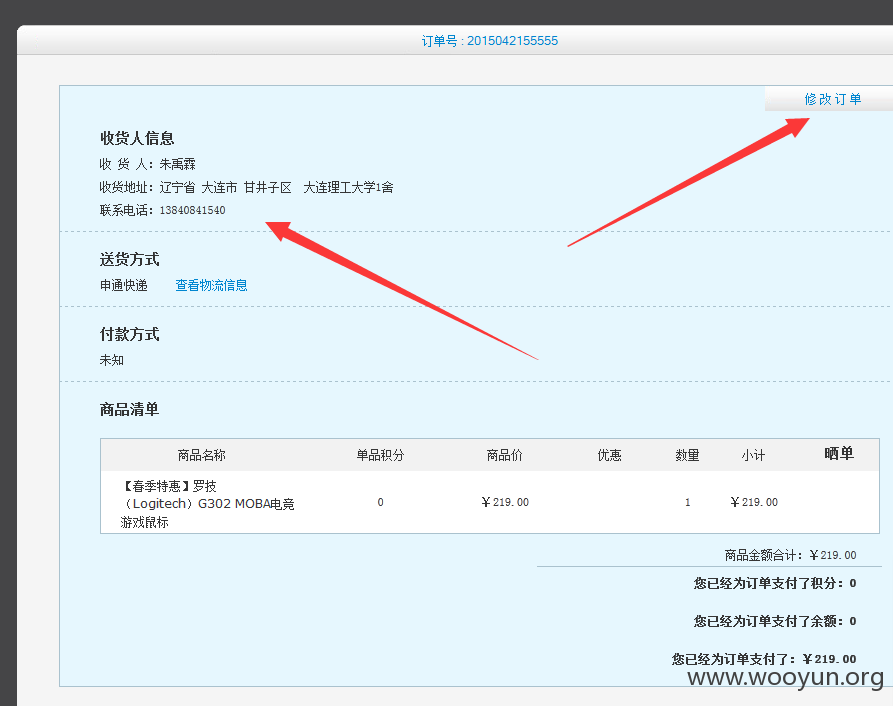 订单号 : 2015042155555
修改订单
收货人信息
收 货 人：朱禹霖
收货地址：辽宁省 大连市 甘井子区 大连理工大学1舍
联系电话：13840841540
送货方式
申通快递 查看物流信息
付款方式
未知
商品清单
商品名称 单品积分 商品价 优惠 数量 小计 晒单
【春季特惠】罗技
（Logitech）G302 MOBA电竞
游戏鼠标
0 ￥219.00 1 ￥219.00
商品金额合计：￥219.00
您已经为订单支付了积分：0
您已经为订单支付了余额：0
您已经为订单支付了：￥219.00
www.wooyun.org